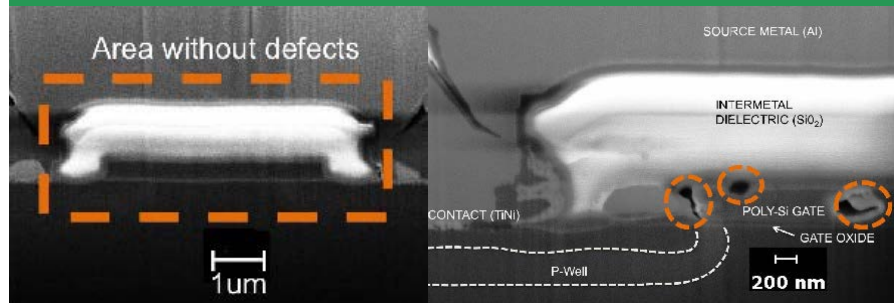 Area without defects
1um
SOURCE METAL (Al)
INTERMETAL
DIELECTRIC (Si0₂)
CONTACT (TiNi)
POLY-Si GATE
GATE OXIDE
P-Well
200 nm